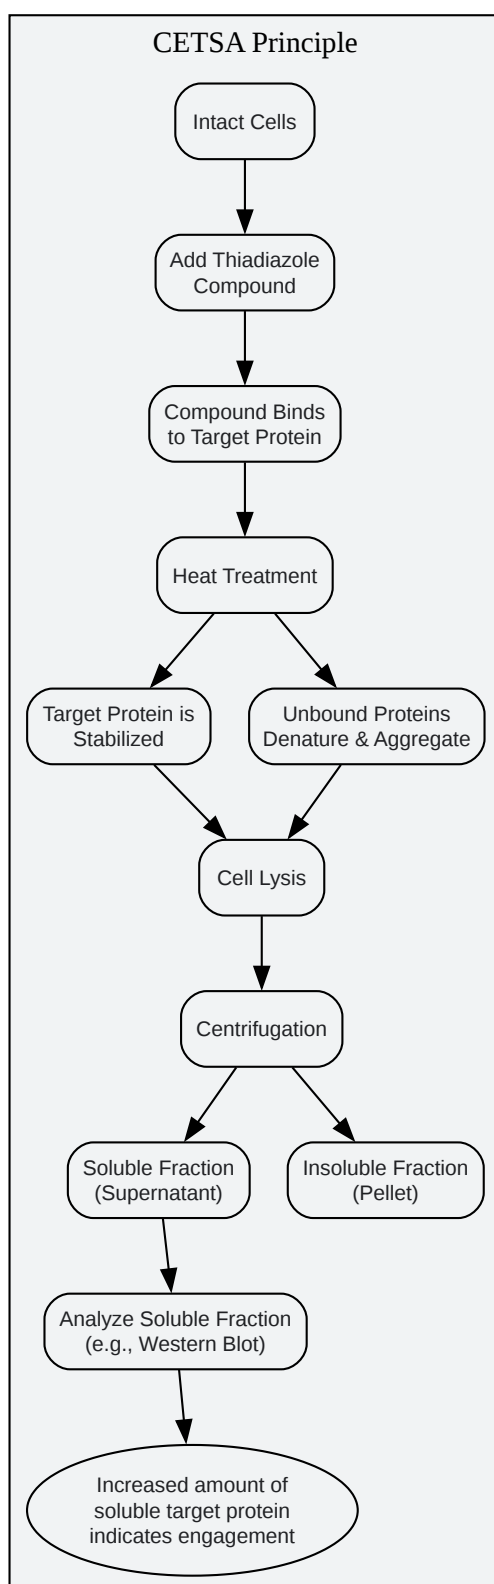 CETSA Principle
Intact Cells
Add Thiadiazole
Compound
Compound Binds
to Target Protein
Heat Treatment
Target Protein is
Stabilized
Unbound Proteins
Denature & Aggregate
Cell Lysis
Centrifugation
Soluble Fraction
(Supernatant)
Insoluble Fraction
(Pellet)
Analyze Soluble Fraction
(e.g., Western Blot)
Increased amount of
soluble target protein
indicates engagement